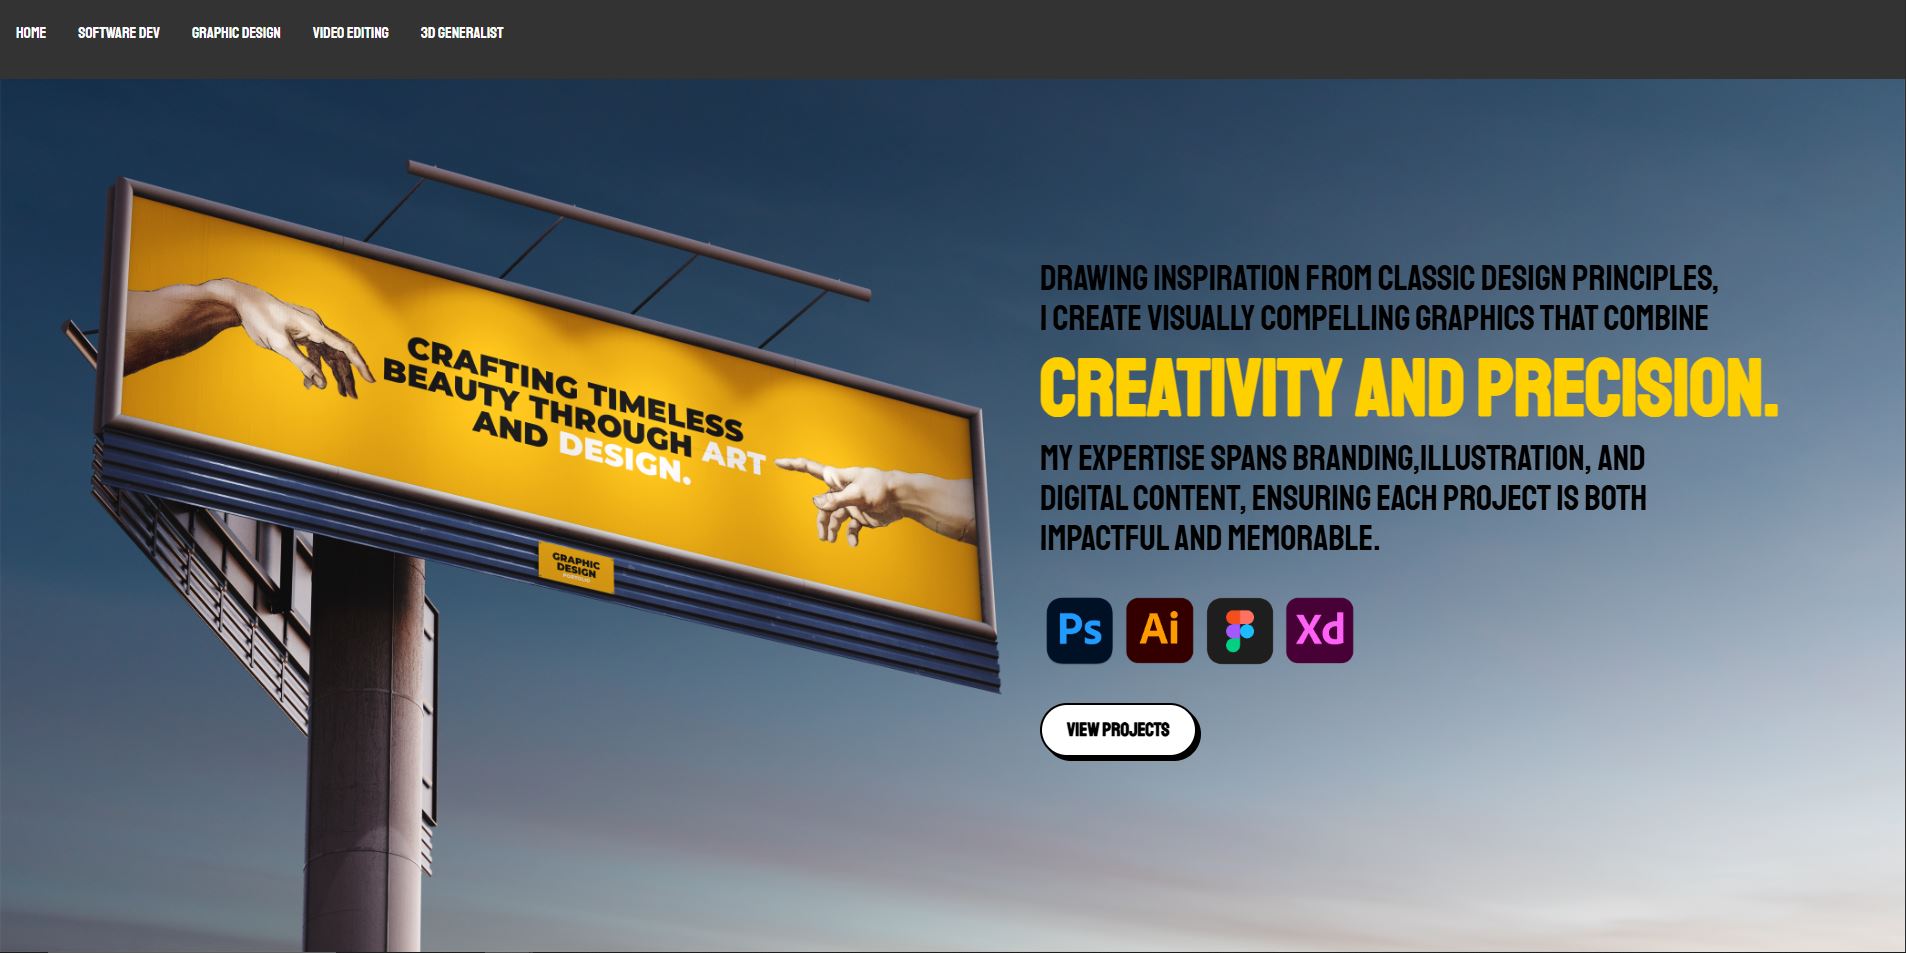 HOME SOFTWARE DEV GRAPHIC DESIGN VIDEO EDITING 3D GENERALIST
CRAFTING TIMELESS
BEAUTY THROUGH ART
AND DESIGN.
GRAPHIC
DESIGN
PORTFOLIO
DRAWING INSPIRATION FROM CLASSIC DESIGN PRINCIPLES,
I CREATE VISUALLY COMPELLING GRAPHICS THAT COMBINE
CREATIVITY AND PRECISION.
MY EXPERTISE SPANS BRANDING,ILLUSTRATION, AND
DIGITAL CONTENT, ENSURING EACH PROJECT IS BOTH
IMPACTFUL AND MEMORABLE.
Ps Ai Xd
VIEW PROJECTS